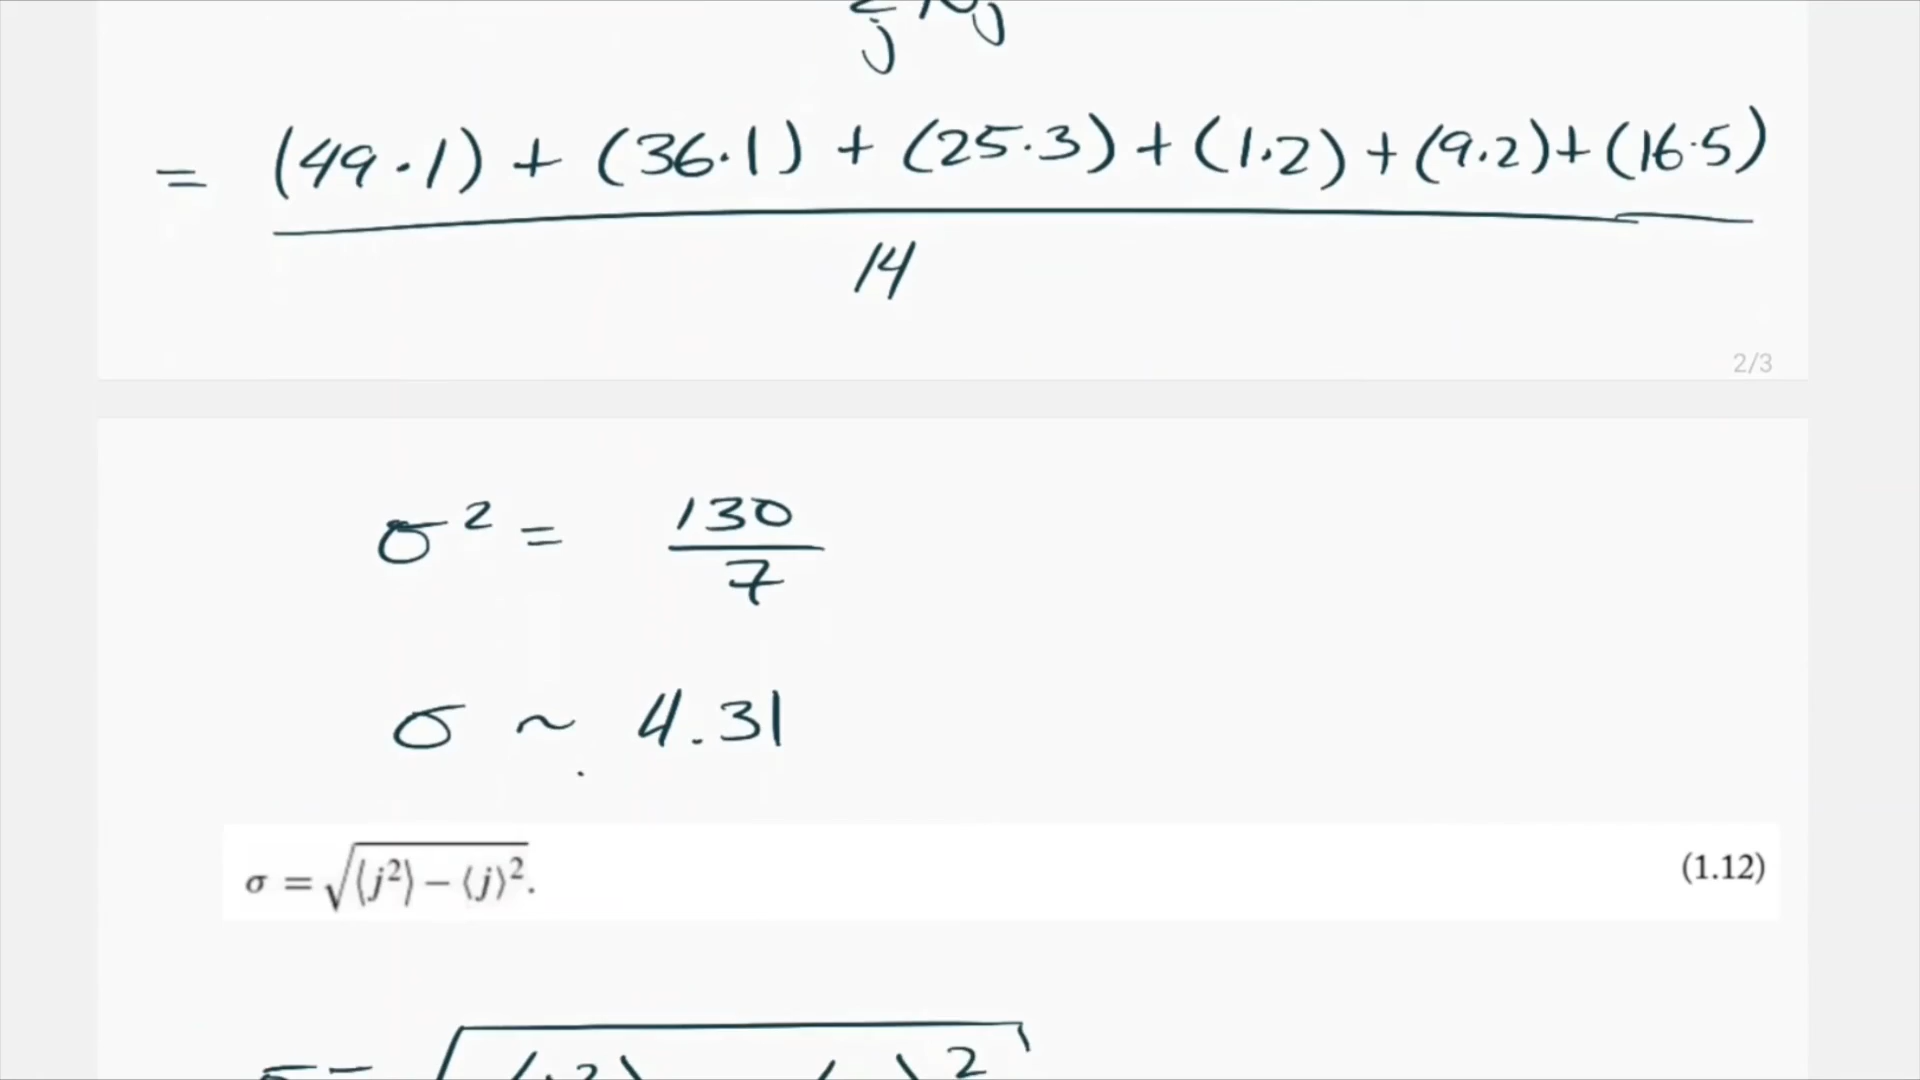 j N j
= (49·1) + (36·1) + (25·3) + (1·2) + (9·2) + (16·5)
14
2/3
σ² = 130
7
σ ~ 4.31
σ = √⟨j²⟩ − ⟨j⟩². (1.12)